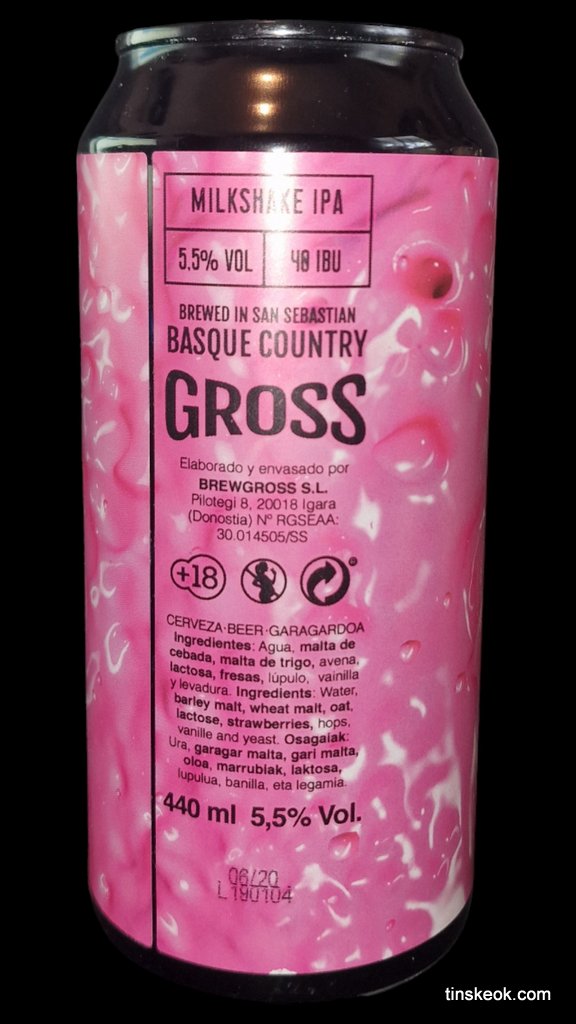 MILKSHAKE IPA
5.5% VOL
40 IBU
BREWED IN SAN SEBASTIAN
BASQUE COUNTRY
GROSS
Elaborado y envasado por
BREWGROSS S.L.
Pilotegi 8, 20018 Igara
(Donostia) Nº RGSEAA:
30.014505/SS
+18
CERVEZA·BEER·GARAGARDOA
Ingredientes: Agua, malta de
cebada, malta de trigo, avena,
lactosa, fresas, lúpulo, vainilla
y levadura. Ingredients: Water,
barley malt, wheat malt, oat,
lactose, strawberries, hops,
vanille and yeast. Osagaiak:
Ura, garagar malta, gari malta,
oloa, marrubiak, laktosa,
lupulua, banilla, eta legamia.
440 ml 5,5% Vol.
06/20
L190104
tinskeok.com